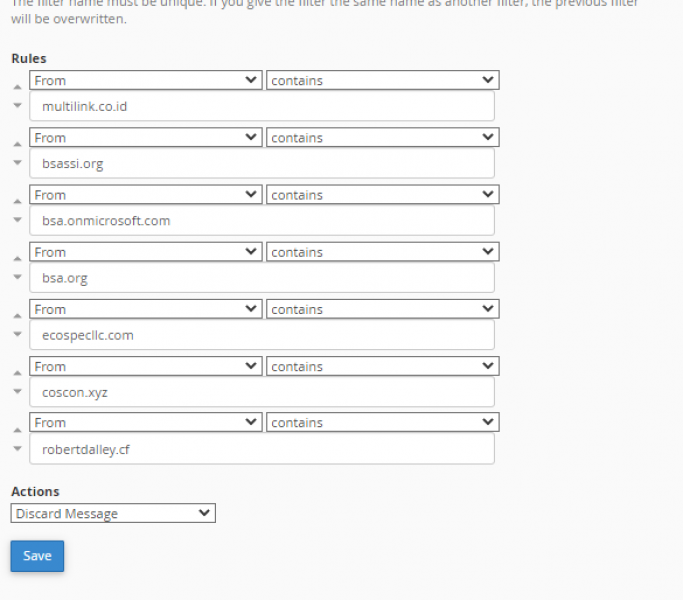 The filter name must be unique. If you give the filter the same name as another filter, the previous filter
will be overwritten.
Rules
From contains
multilink.co.id
From contains
bsassi.org
From contains
bsa.onmicrosoft.com
From contains
bsa.org
From contains
ecospecllc.com
From contains
coscon.xyz
From contains
robertdalley.cf
Actions
Discard Message
Save